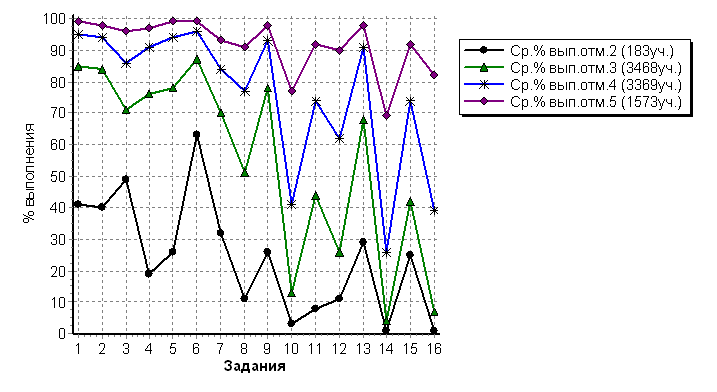 100
90
80
70
60
50
40
30
20
10
0
% выполнения
1 2 3 4 5 6 7 8 9 10 11 12 13 14 15 16
Задания
Ср.% вып.отм.2 (183уч.)
Ср.% вып.отм.3 (3468уч.)
Ср.% вып.отм.4 (3369уч.)
Ср.% вып.отм.5 (1573уч.)